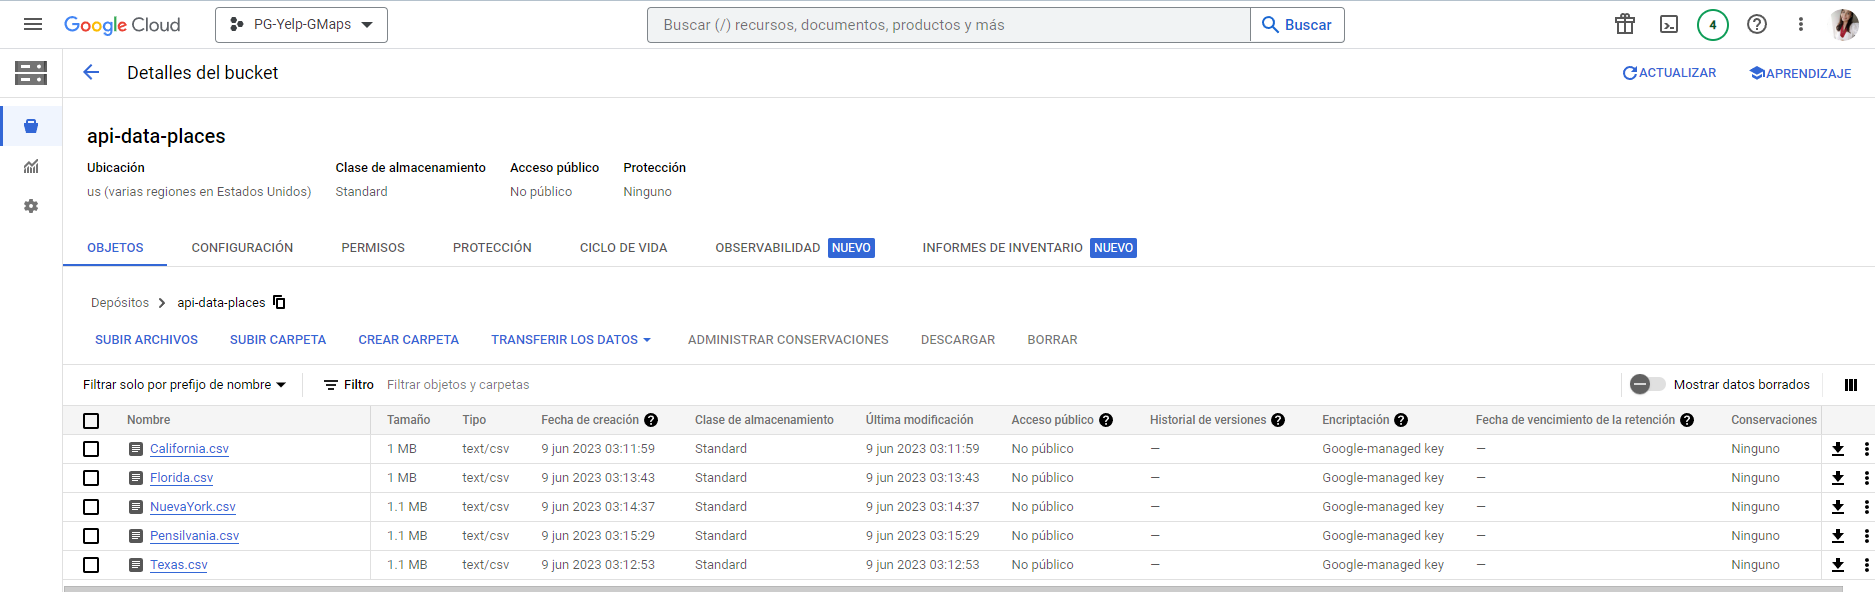 Google Cloud PG-Yelp-GMaps Buscar (/) recursos, documentos, productos y más Buscar 4
Detalles del bucket ACTUALIZAR APRENDIZAJE
api-data-places
Ubicación Clase de almacenamiento Acceso público Protección
us (varias regiones en Estados Unidos) Standard No público Ninguno
OBJETOS CONFIGURACIÓN PERMISOS PROTECCIÓN CICLO DE VIDA OBSERVABILIDAD NUEVO INFORMES DE INVENTARIO NUEVO
Depósitos > api-data-places
SUBIR ARCHIVOS SUBIR CARPETA CREAR CARPETA TRANSFERIR LOS DATOS ADMINISTRAR CONSERVACIONES DESCARGAR BORRAR
Filtrar solo por prefijo de nombre Filtro Filtrar objetos y carpetas Mostrar datos borrados
Nombre Tamaño Tipo Fecha de creación Clase de almacenamiento Última modificación Acceso público Historial de versiones Encriptación Fecha de vencimiento de la retención Conservaciones
California.csv 1 MB text/csv 9 jun 2023 03:11:59 Standard 9 jun 2023 03:11:59 No público — Google-managed key — Ninguno
Florida.csv 1 MB text/csv 9 jun 2023 03:13:43 Standard 9 jun 2023 03:13:43 No público — Google-managed key — Ninguno
NuevaYork.csv 1.1 MB text/csv 9 jun 2023 03:14:37 Standard 9 jun 2023 03:14:37 No público — Google-managed key — Ninguno
Pensilvania.csv 1.1 MB text/csv 9 jun 2023 03:15:29 Standard 9 jun 2023 03:15:29 No público — Google-managed key — Ninguno
Texas.csv 1.1 MB text/csv 9 jun 2023 03:12:53 Standard 9 jun 2023 03:12:53 No público — Google-managed key — Ninguno